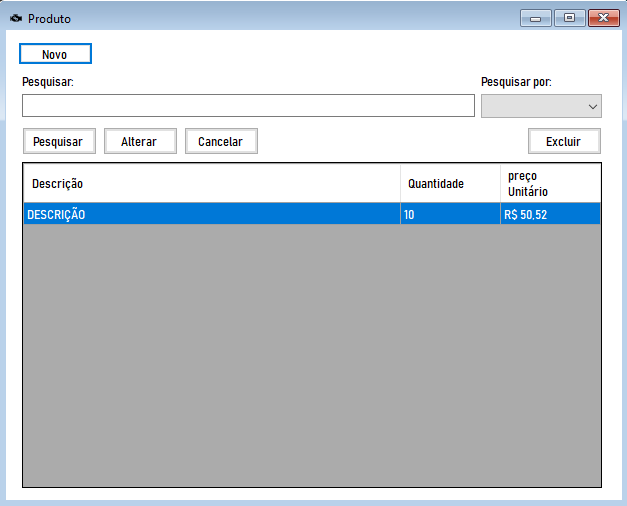 Produto
Novo
Pesquisar:
Pesquisar por:
Pesquisar
Alterar
Cancelar
Excluir
Descrição
Quantidade
preço
Unitário
DESCRIÇÃO
10
R$ 50,52